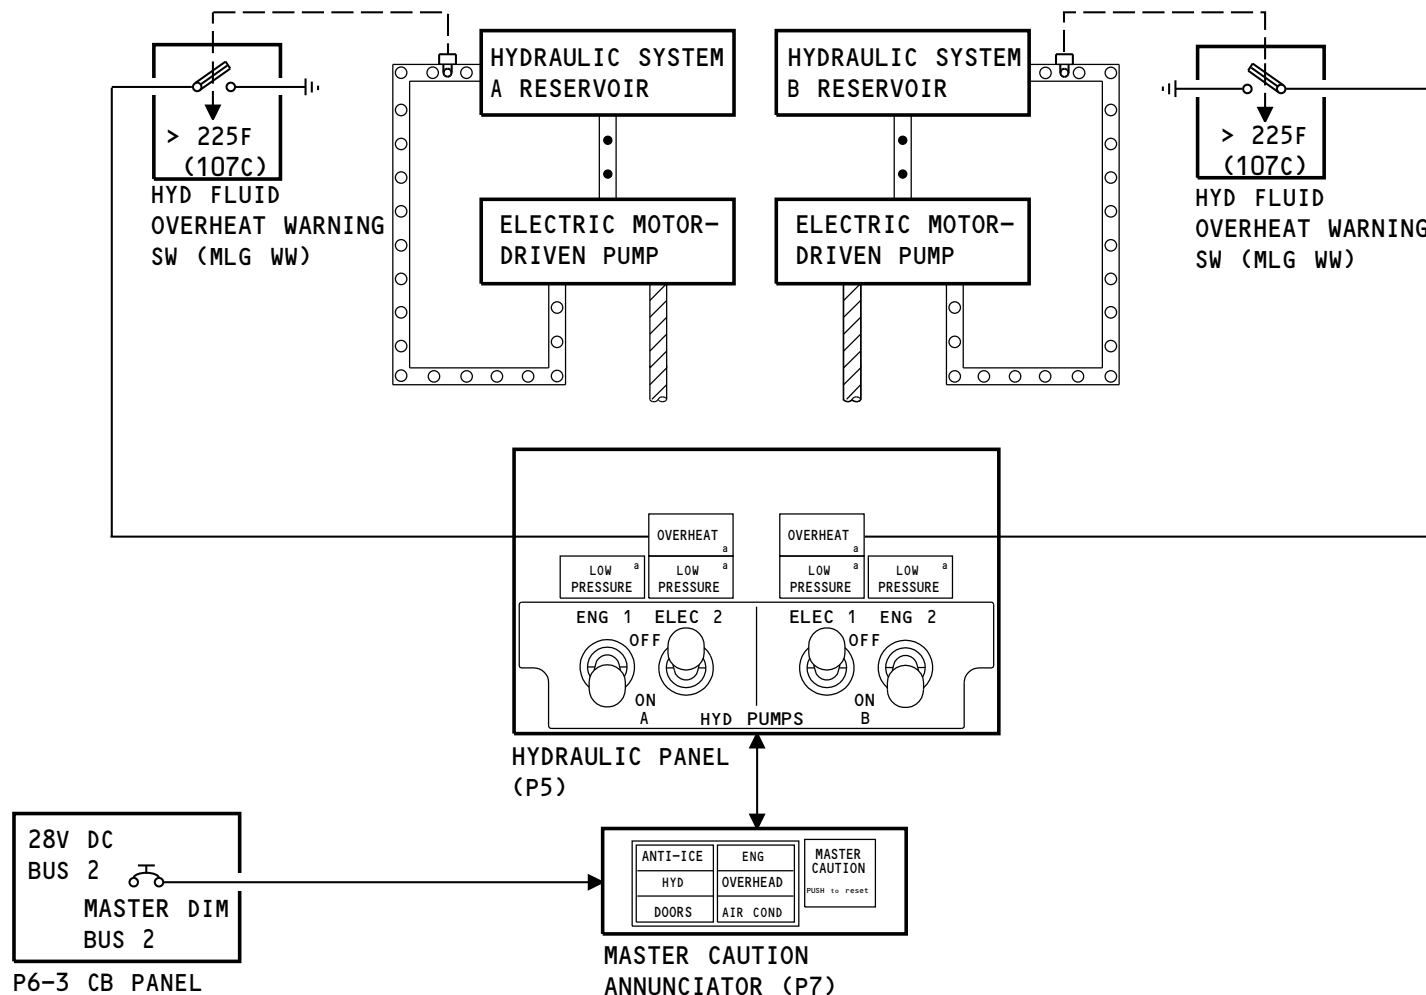 HYDRAULIC SYSTEM
A RESERVOIR
HYDRAULIC SYSTEM
B RESERVOIR
> 225F
(107C)
HYD FLUID
OVERHEAT WARNING
SW (MLG WW)
> 225F
(107C)
HYD FLUID
OVERHEAT WARNING
SW (MLG WW)
ELECTRIC MOTOR-
DRIVEN PUMP
ELECTRIC MOTOR-
DRIVEN PUMP
OVERHEAT
a
OVERHEAT
a
LOW
PRESSURE
a
LOW
PRESSURE
a
LOW
PRESSURE
a
LOW
PRESSURE
a
ENG 1 ELEC 2
OFF
ON
A
ELEC 1 ENG 2
OFF
ON
B
HYD PUMPS
HYDRAULIC PANEL
(P5)
28V DC
BUS 2
MASTER DIM
BUS 2
P6-3 CB PANEL
ANTI-ICE ENG
HYD OVERHEAD
DOORS AIR COND
MASTER
CAUTION
PUSH to reset
MASTER CAUTION
ANNUNCIATOR (P7)